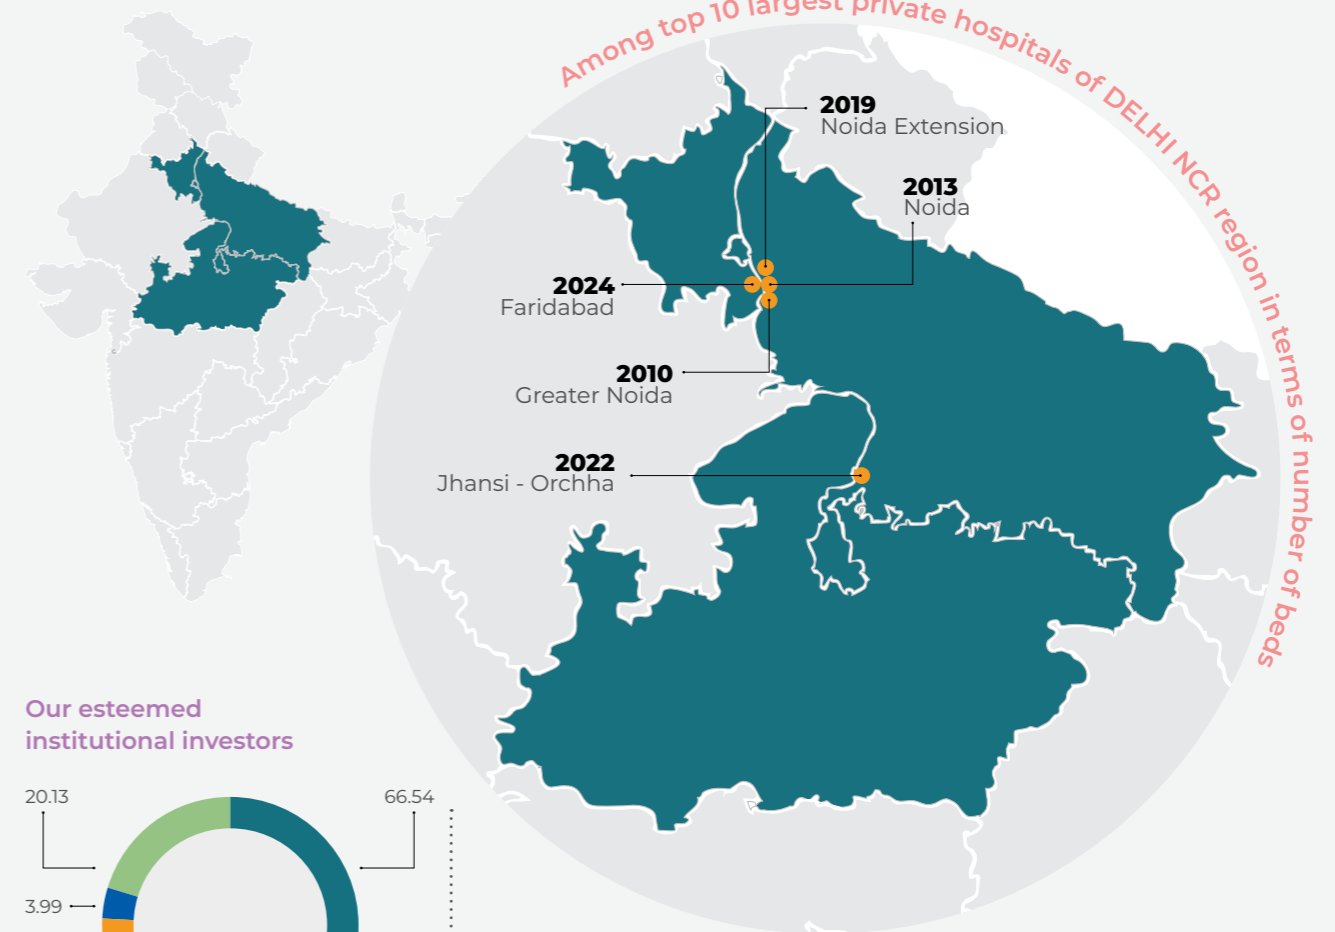 Among top 10 largest private hospitals of DELHI NCR region in terms of number of beds
2019
Noida Extension
2013
Noida
2024
Faridabad
2010
Greater Noida
2022
Jhansi - Orchha
Our esteemed
institutional investors
20.13
66.54
3.99